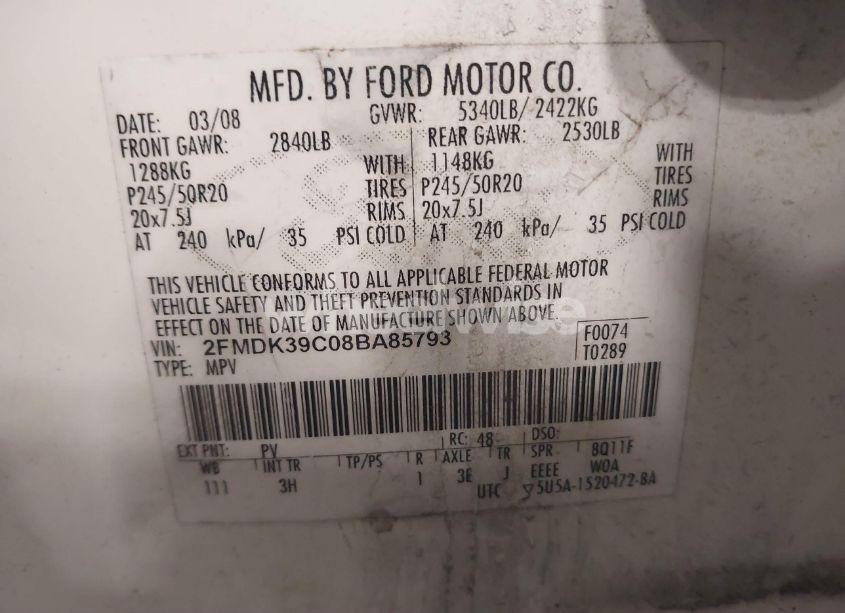 MFD. BY FORD MOTOR CO.
DATE: 03/08 GVWR: 5340LB/ 2422KG
FRONT GAWR: 2840LB REAR GAWR: 2530LB
1288KG WITH 1148KG WITH
P245/50R20 TIRES P245/50R20 TIRES
20x7.5J RIMS 20x7.5J RIMS
AT 240 kPa/ 35 PSI COLD AT 240 kPa/ 35 PSI COLD
THIS VEHICLE CONFORMS TO ALL APPLICABLE FEDERAL MOTOR
VEHICLE SAFETY AND THEFT PREVENTION STANDARDS IN
EFFECT ON THE DATE OF MANUFACTURE SHOWN ABOVE.
VIN: 2FMDK39C08BA85793 F0074
TYPE: MPV T0289
EXT PNT: PV RC: 48 DSO:
WB INT TR TP/PS R AXLE TR SPR 8Q11F
111 3H 1 3E J EEEE WOA
UTC 5U5A-1520472-BA